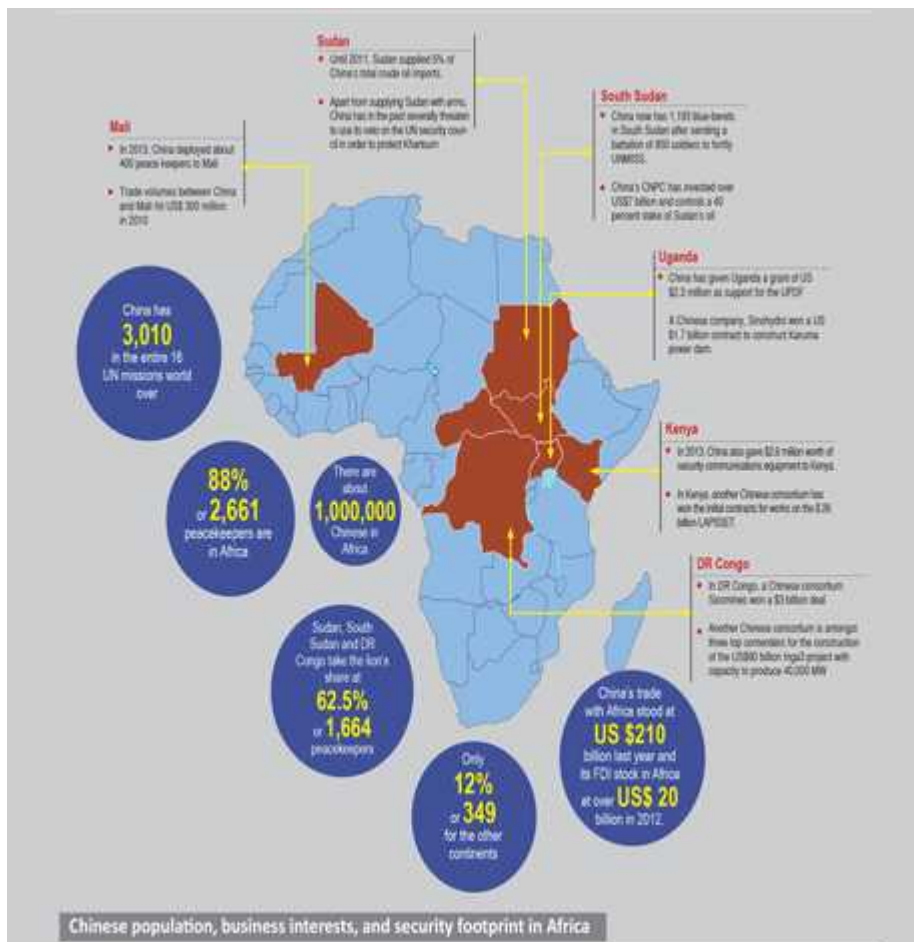 Sudan
Until 2011, Sudan supplied 5% of
China's total crude oil imports.
Apart from supplying Sudan with arms,
China has in the past severally threaten
to use its veto on the UN security coun-
cil in order to protect Khartoum
South Sudan
China now has 1,193 blue-berets
in South Sudan after sending a
battalion of 850 soldiers to fortify
UNMISS.
China's CNPC has invested over
US$7 billion and controls a 40
percent stake of Sudan's oil
Mali
In 2013, China deployed about
400 peace keepers to Mali
Trade volumes between China
and Mali hit US$ 300 million
in 2010
Uganda
China has given Uganda a grant of US
$2.3 million as support for the UPDF
A Chinese company, Sinohydro won a US
$1.7 billion contract to construct Karuma
power dam.
China has
3,010
in the entire 16
UN missions world
over
Kenya
In 2013, China also gave worth of
security communications equipment to Kenya.
In Kenya, another Chinese consortium has
won the initial contracts for works on the
billion
88%
or 2,661
peacekeepers are
in Africa
There are
about
1,000,000
Chinese in
Africa
DR Congo
In DR Congo, a Chinese consortium
won a $3 billion deal
Another Chinese consortium is amongst
three top contenders for the construction
of the US$80 billion Inga3 project with
capacity to produce 40,000 MW
Sudan, South
Sudan and DR
Congo take the lion's
share at
62.5%
or 1,664
peacekeepers
China's trade
with Africa stood at
US $210
billion last year and
its FDI stock in Africa
at over US$ 20
billion in 2012.
Only
12%
or 349
for the other
continents
Chinese population, business interests, and security footprint in Africa